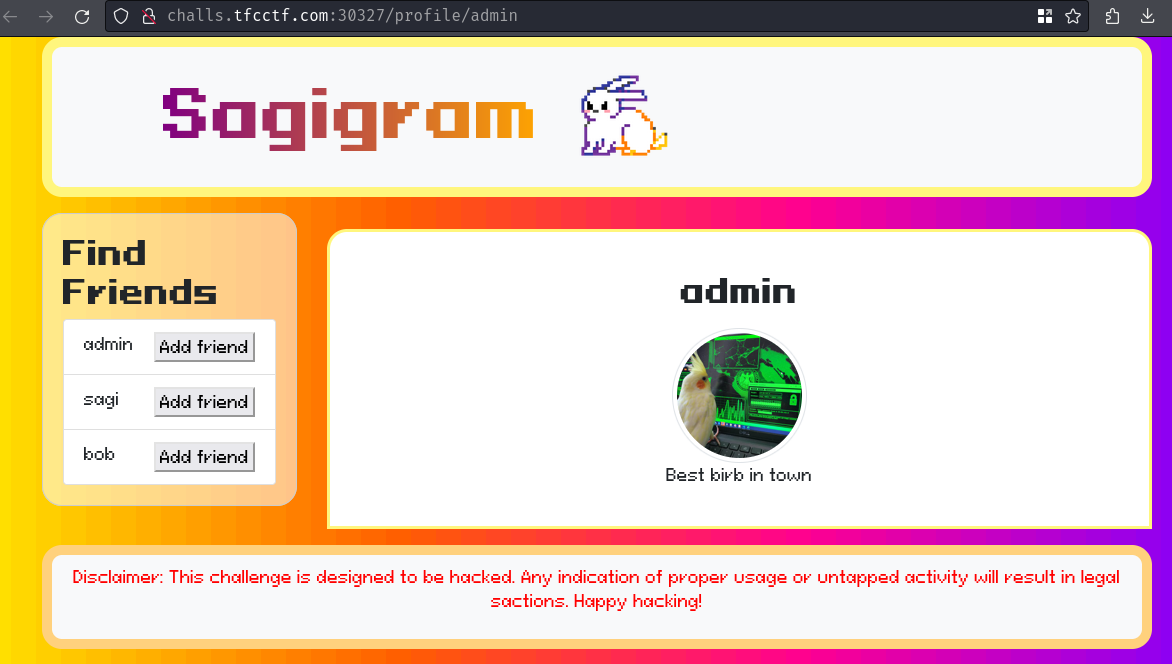 challs.tfcctf.com:30327/profile/admin
Sagigram
Find
Friends
admin Add friend
sagi Add friend
bob Add friend
admin
Best birb in town
Disclaimer: This challenge is designed to be hacked. Any indication of proper usage or untapped activity will result in legal
sactions. Happy hacking!